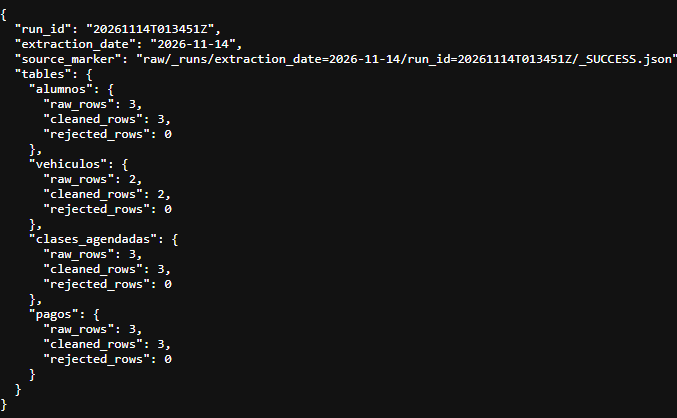 {
  "run_id": "20261114T013451Z",
  "extraction_date": "2026-11-14",
  "source_marker": "raw/_runs/extraction_date=2026-11-14/run_id=20261114T013451Z/_SUCCESS.json"
  "tables": {
    "alumnos": {
      "raw_rows": 3,
      "cleaned_rows": 3,
      "rejected_rows": 0
    },
    "vehiculos": {
      "raw_rows": 2,
      "cleaned_rows": 2,
      "rejected_rows": 0
    },
    "clases_agendadas": {
      "raw_rows": 3,
      "cleaned_rows": 3,
      "rejected_rows": 0
    },
    "pagos": {
      "raw_rows": 3,
      "cleaned_rows": 3,
      "rejected_rows": 0
    }
  }
}